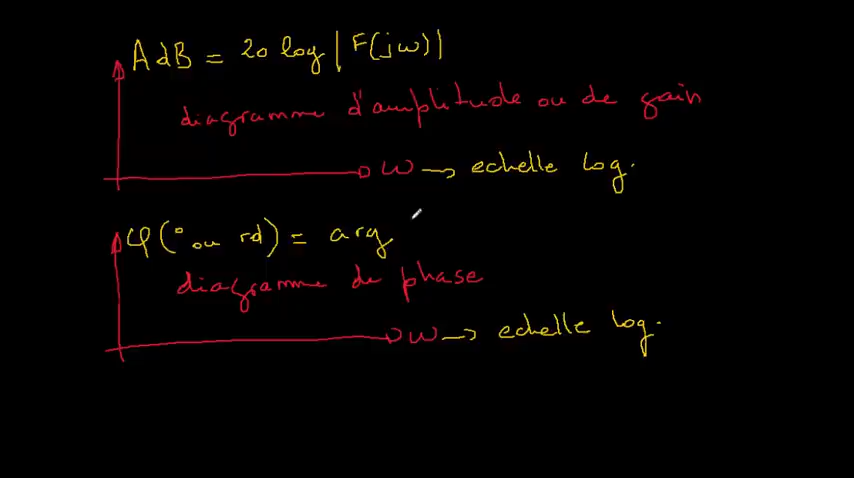 AdB = 20 log |F(jω)|
diagramme d'amplitude ou de gain
ω → echelle log.
φ (° ou rd) = arg
diagramme de phase
ω → echelle log.